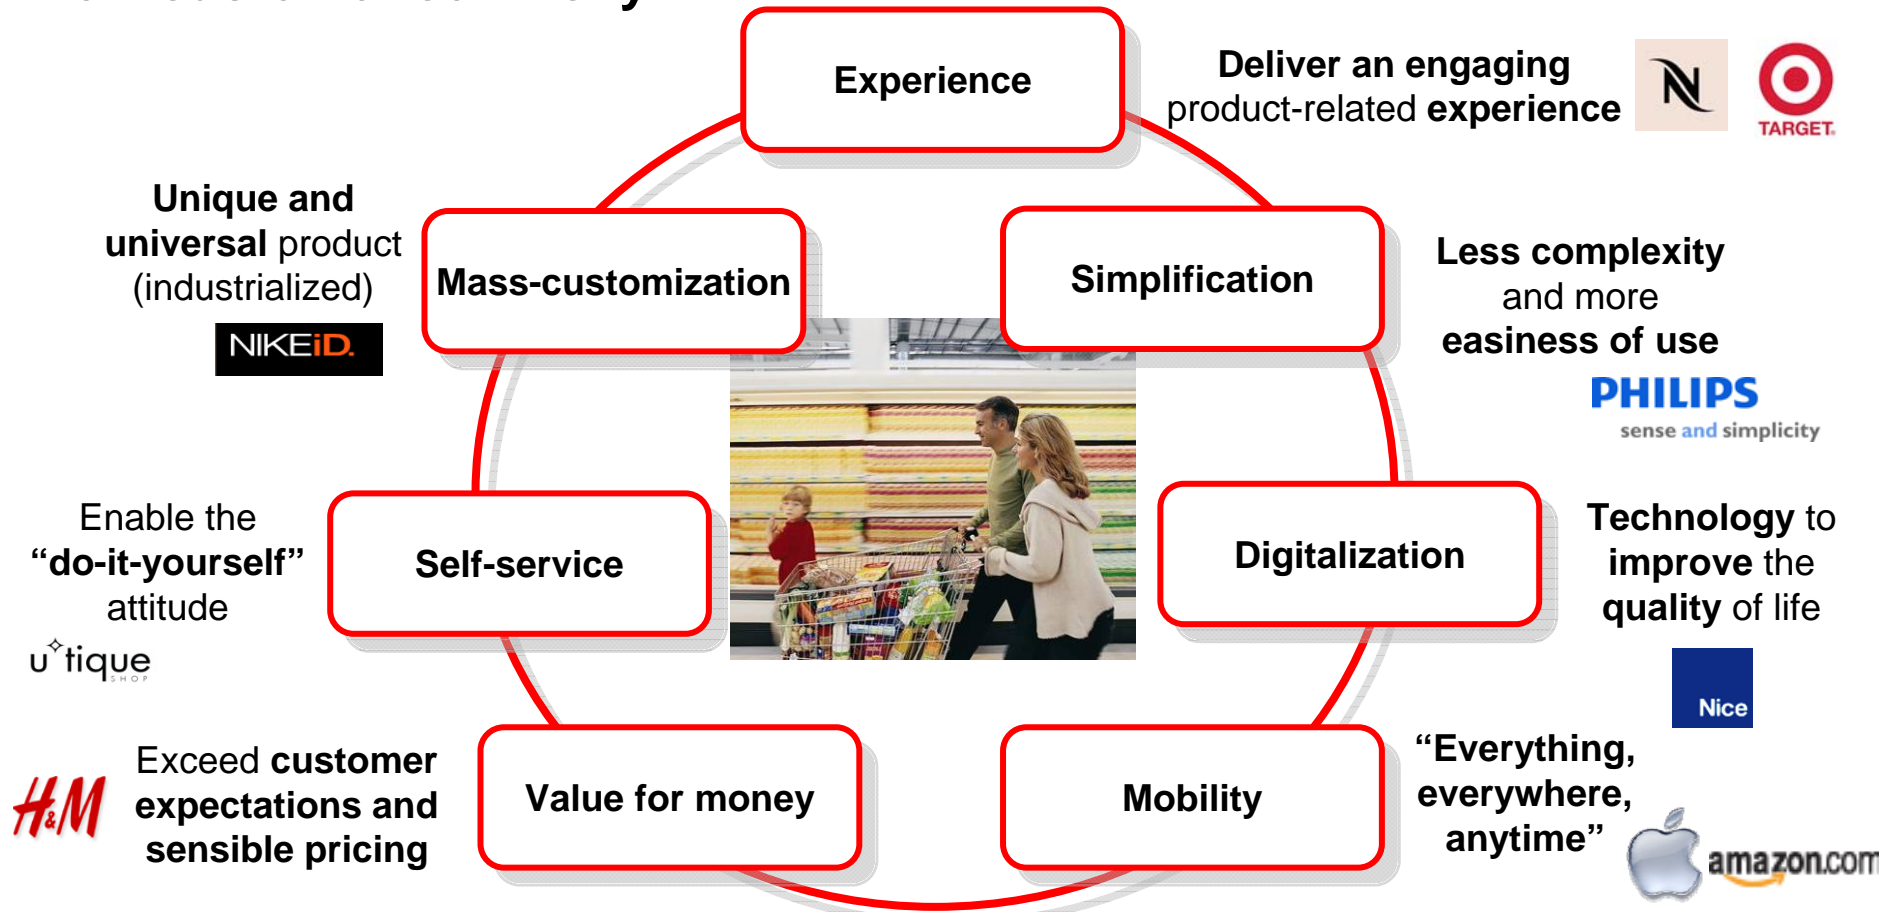 Experience
Deliver an engaging
product-related experience
N
TARGET.
Unique and
universal product
(industrialized)
NIKEiD.
Mass-customization
Simplification
Less complexity
and more
easiness of use
PHILIPS
sense and simplicity
Enable the
“do-it-yourself”
attitude
u tique
SHOP
Self-service
Digitalization
Technology to
improve the
quality of life
Nice
H&M
Exceed customer
expectations and
sensible pricing
Value for money
Mobility
“Everything,
everywhere,
anytime”
amazon.com